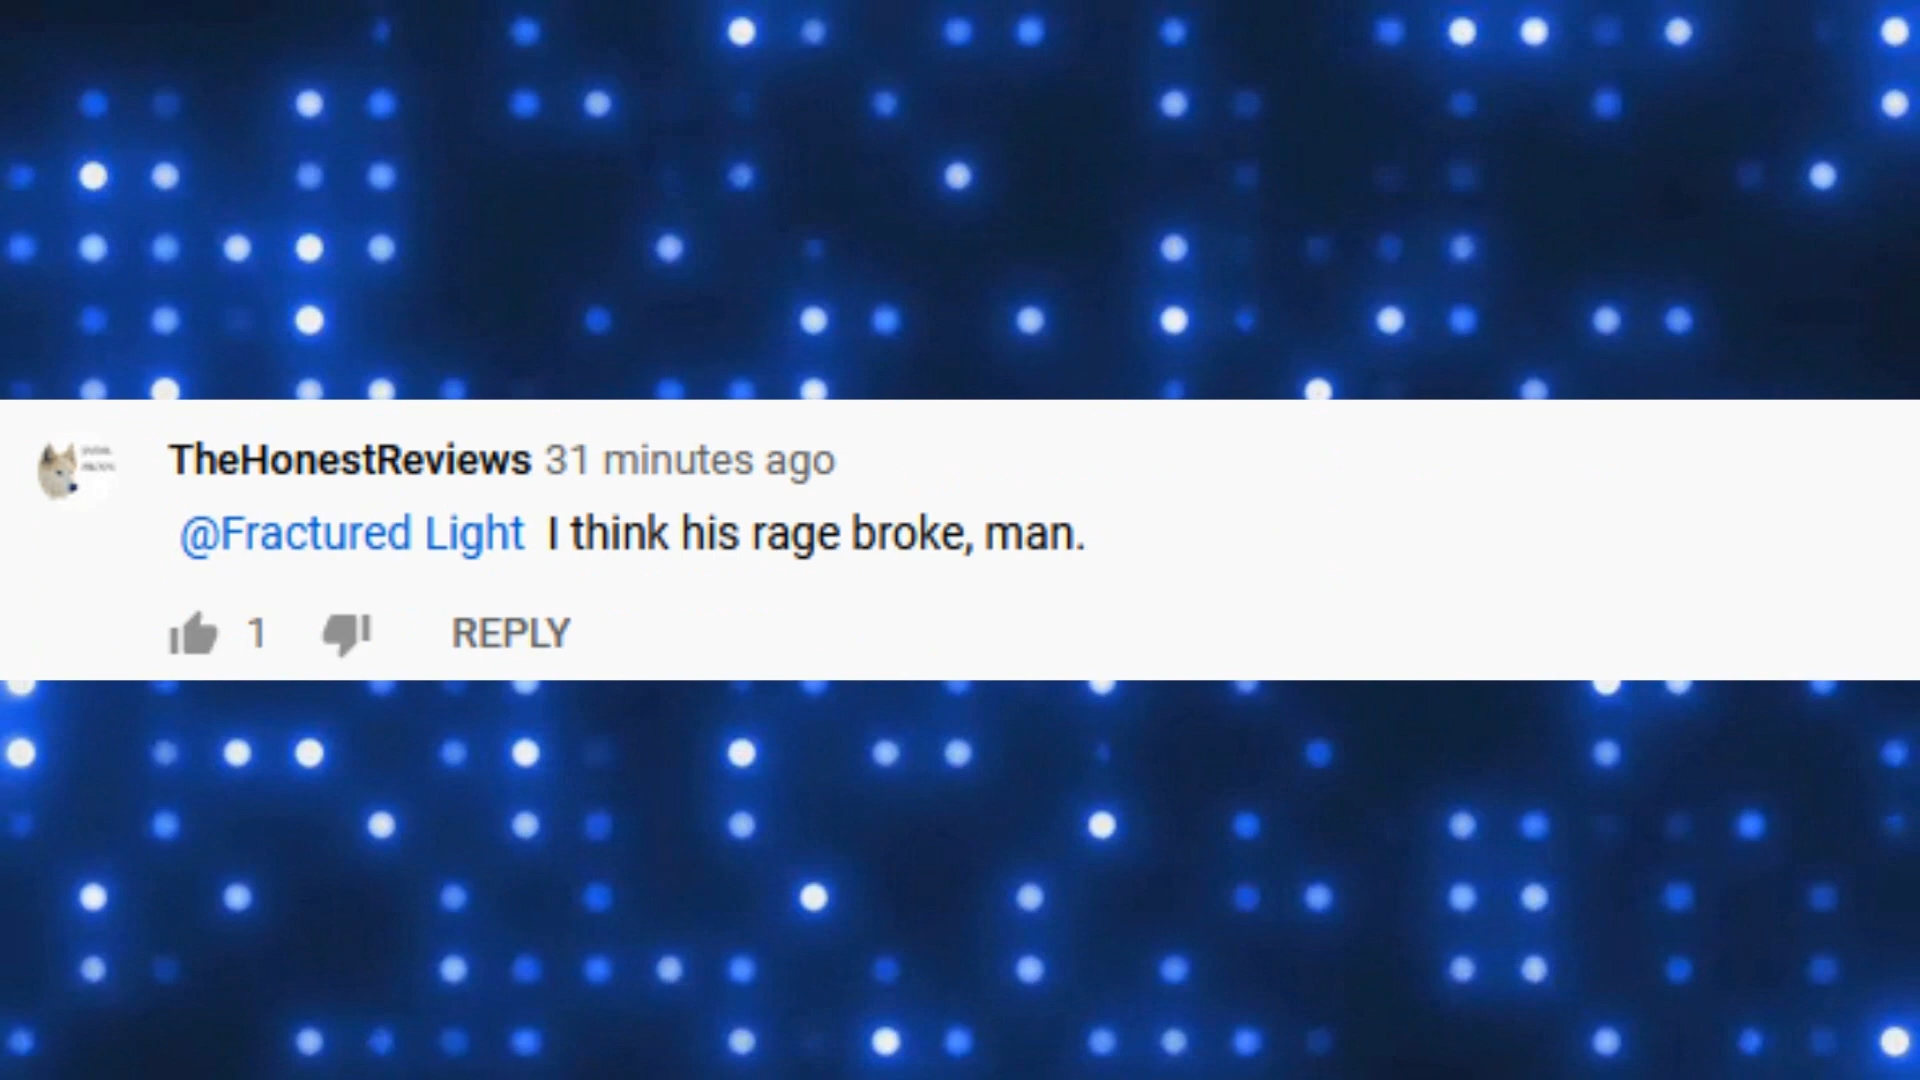 TheHonestReviews 31 minutes ago
@Fractured Light I think his rage broke, man.
1 REPLY